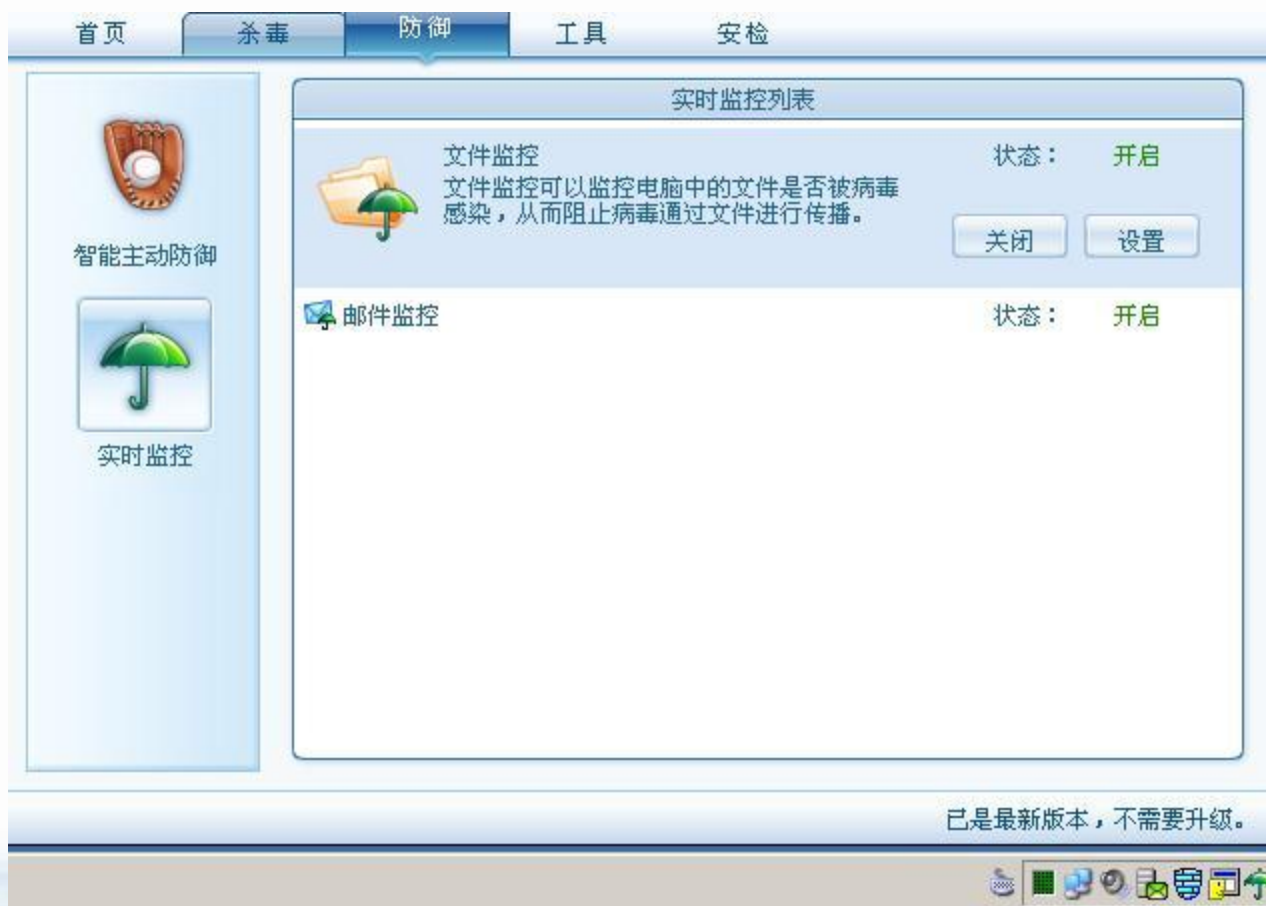 首页 杀毒 防御 工具 安检
实时监控列表
智能主动防御
实时监控
文件监控 状态： 开启
文件监控可以监控电脑中的文件是否被病毒
感染，从而阻止病毒通过文件进行传播。
关闭 设置
邮件监控 状态： 开启
已是最新版本，不需要升级。